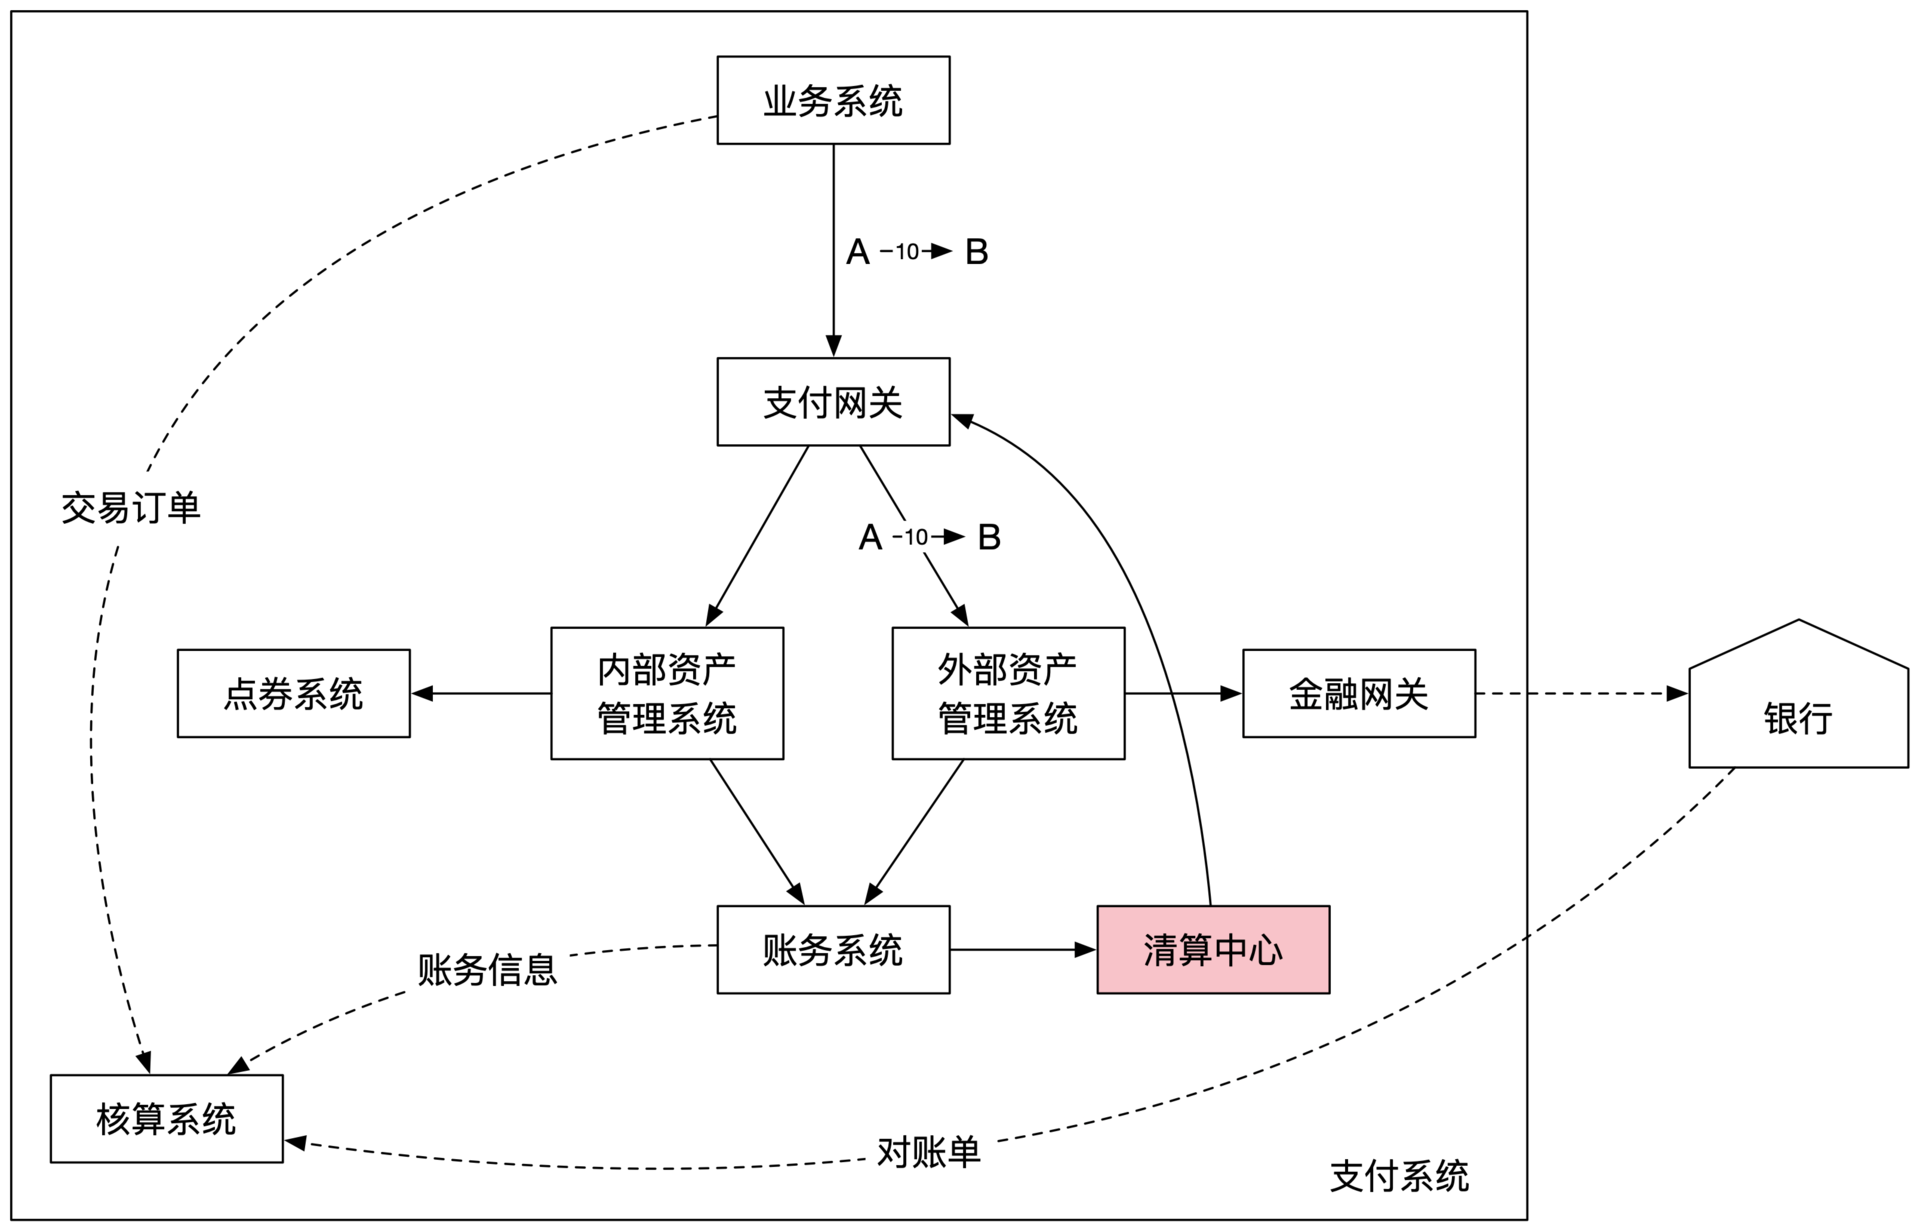 业务系统
A -10→ B
支付网关
交易订单
A -10→ B
点券系统
内部资产
管理系统
外部资产
管理系统
金融网关
银行
账务信息
账务系统
清算中心
核算系统
对账单
支付系统